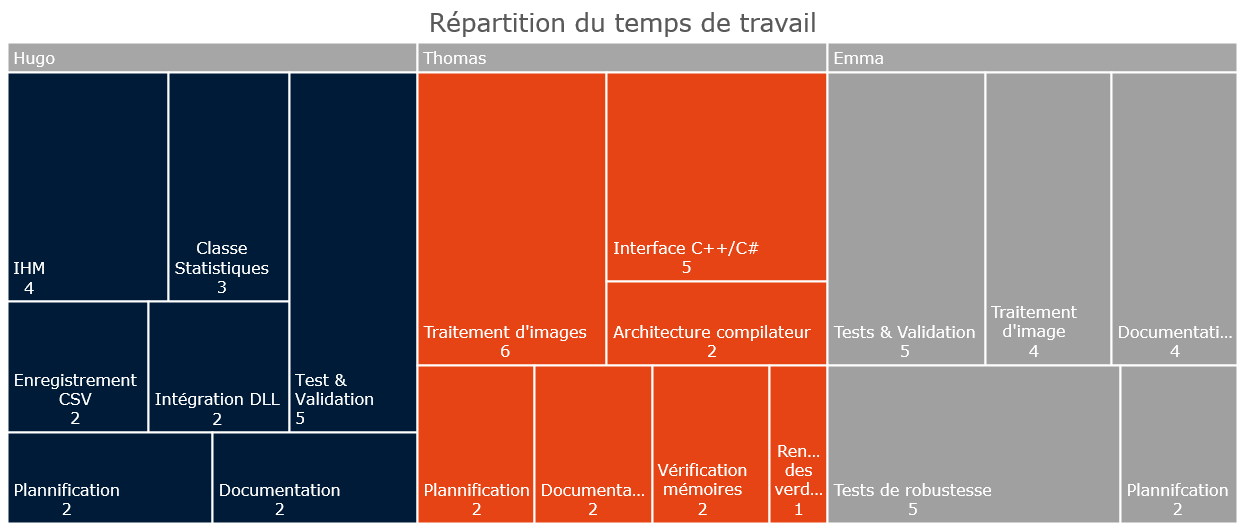 Répartition du temps de travail
Hugo
IHM
4
Classe
Statistiques
3
Test &
Validation
5
Enregistrement
CSV
2
Intégration DLL
2
Plannification
2
Documentation
2
Thomas
Traitement d'images
6
Interface C++/C#
5
Architecture compilateur
2
Plannification
2
Documenta...
2
Vérification
mémoires
2
Ren...
des
verd...
1
Emma
Tests & Validation
5
Traitement
d'image
4
Documentati...
4
Tests de robustesse
5
Plannifcation
2